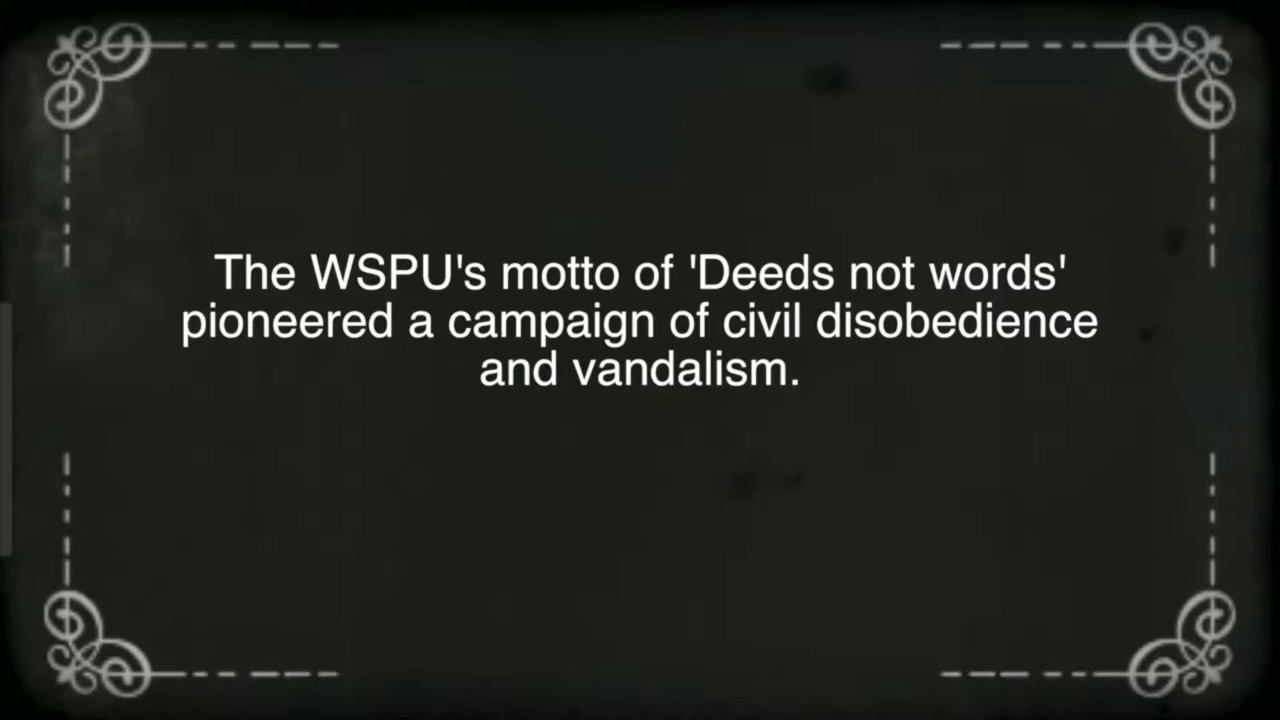 The WSPU's motto of 'Deeds not words'
pioneered a campaign of civil disobedience
and vandalism.